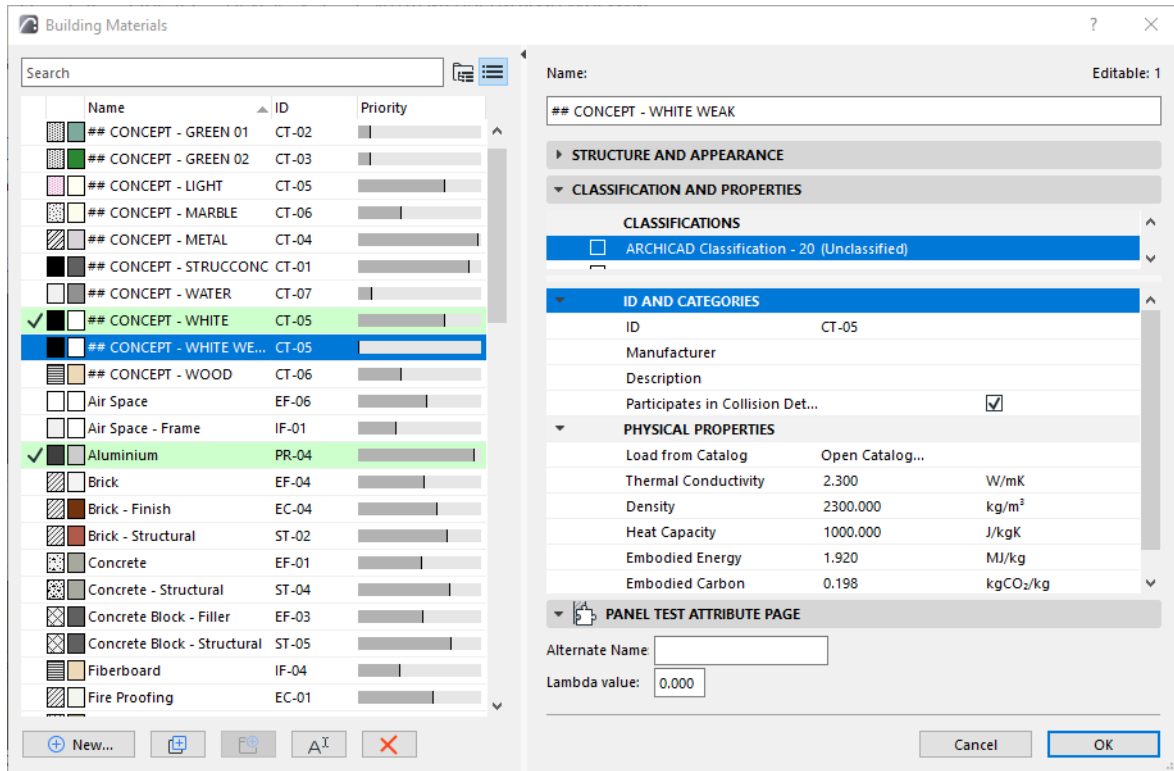 Building Materials
?
Search
Name ID Priority
## CONCEPT - GREEN 01 CT-02
## CONCEPT - GREEN 02 CT-03
## CONCEPT - LIGHT CT-05
## CONCEPT - MARBLE CT-06
## CONCEPT - METAL CT-04
## CONCEPT - STRUCCONC CT-01
## CONCEPT - WATER CT-07
## CONCEPT - WHITE CT-05
## CONCEPT - WHITE WE... CT-05
## CONCEPT - WOOD CT-06
Air Space EF-06
Air Space - Frame IF-01
Aluminium PR-04
Brick EF-04
Brick - Finish EC-04
Brick - Structural ST-02
Concrete EF-01
Concrete - Structural ST-04
Concrete Block - Filler EF-03
Concrete Block - Structural ST-05
Fiberboard IF-04
Fire Proofing EC-01
New...
Name: Editable: 1
## CONCEPT - WHITE WEAK
STRUCTURE AND APPEARANCE
CLASSIFICATION AND PROPERTIES
CLASSIFICATIONS
ARCHICAD Classification - 20 (Unclassified)
ID AND CATEGORIES
ID CT-05
Manufacturer
Description
Participates in Collision Det...
PHYSICAL PROPERTIES
Load from Catalog Open Catalog...
Thermal Conductivity 2.300 W/mK
Density 2300.000 kg/m³
Heat Capacity 1000.000 J/kgK
Embodied Energy 1.920 MJ/kg
Embodied Carbon 0.198 kgCO₂/kg
PANEL TEST ATTRIBUTE PAGE
Alternate Name:
Lambda value: 0.000
Cancel OK